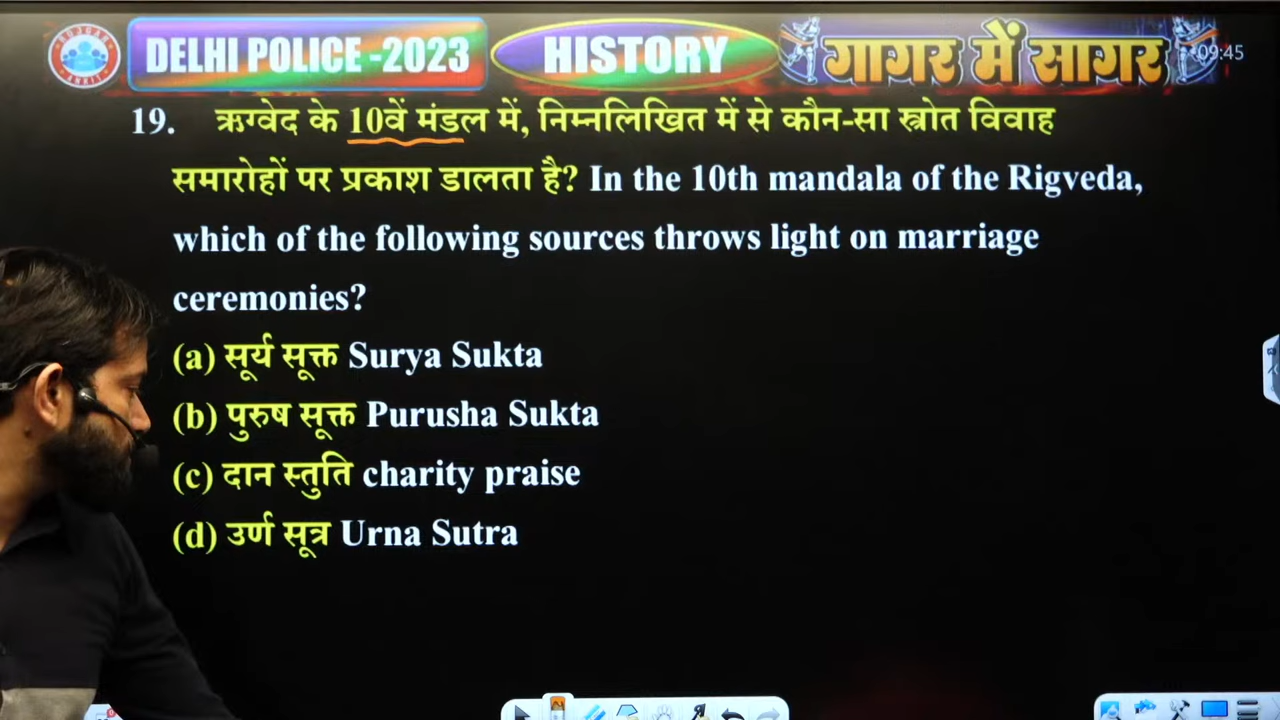 ROJGAR
ANKIT
DELHI POLICE -2023
HISTORY
गागर में सागर
09:45
19. ऋग्वेद के 10वें मंडल में, निम्नलिखित में से कौन-सा स्त्रोत विवाह
समारोहों पर प्रकाश डालता है? In the 10th mandala of the Rigveda,
which of the following sources throws light on marriage
ceremonies?
(a) सूर्य सूक्त Surya Sukta
(b) पुरुष सूक्त Purusha Sukta
(c) दान स्तुति charity praise
(d) उर्ण सूत्र Urna Sutra